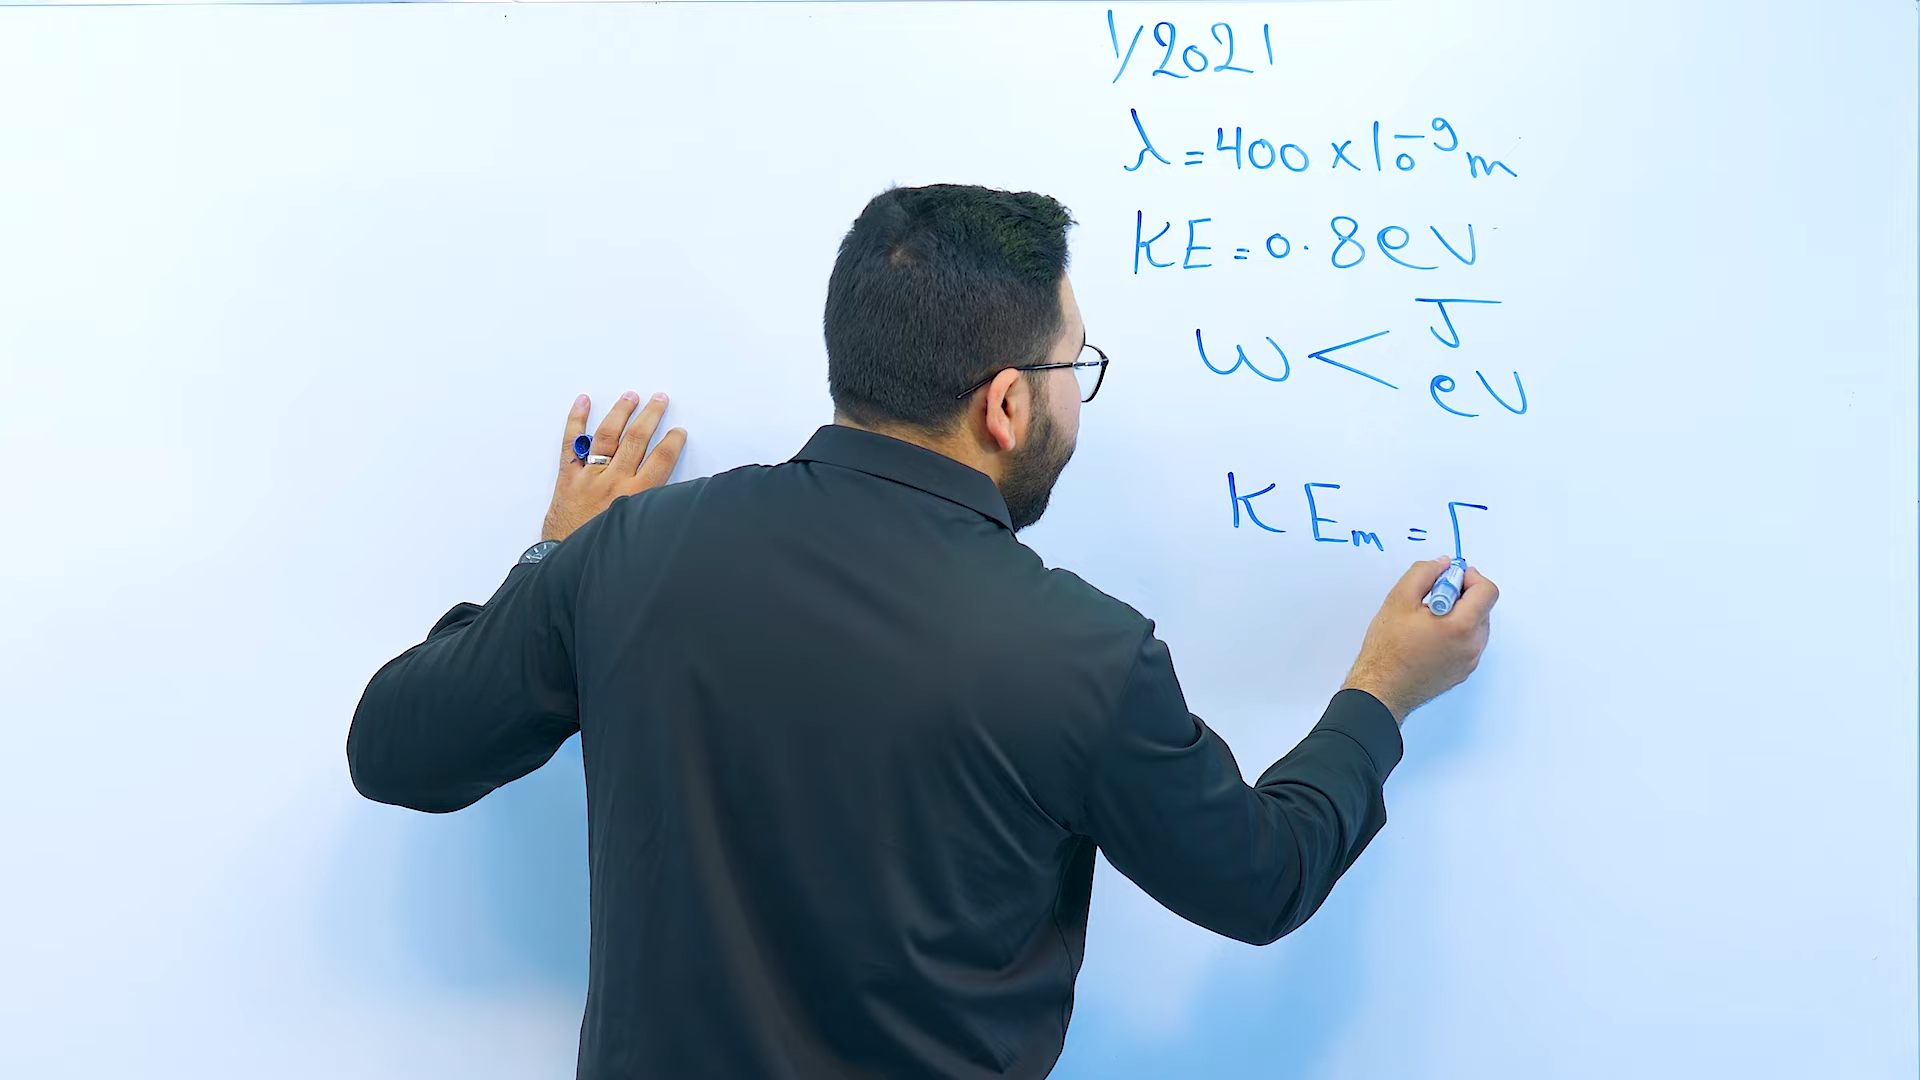 1/2021
λ = 400 × 10⁻⁹ m
KE = 0.8 eV
W < J
eV
KEm =